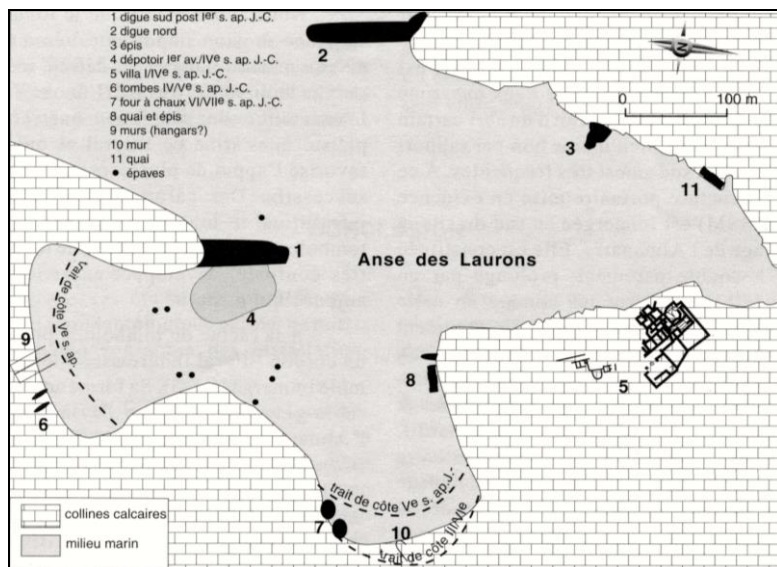 1 digue sud post Ier s. ap. J.-C.
2 digue nord
3 épis
4 dépotoir Ier av./IVe s. ap. J.-C.
5 villa I/IVe s. ap. J.-C.
6 tombes IV/Ve s. ap. J.-C.
7 four à chaux VI/VIIe s. ap. J.-C.
8 quai et épis
9 murs (hangars?)
10 mur
11 quai
• épaves
2
N
0 100 m
3
11
1
Anse des Laurons
trait de côte Ve s. ap.
4
9
8
5
6
trait de côte Ve s. ap.J.-
7
10
trait de côte III/VIe
collines calcaires
milieu marin